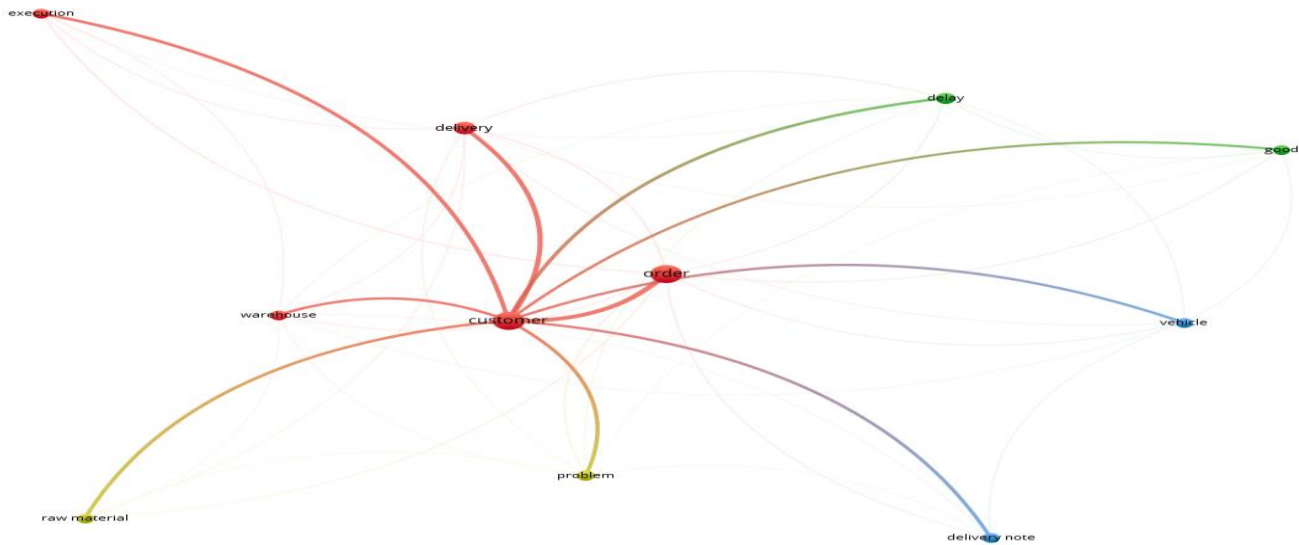 execution
delay
delivery
good
order
warehouse
customer
vehicle
problem
raw material
delivery note